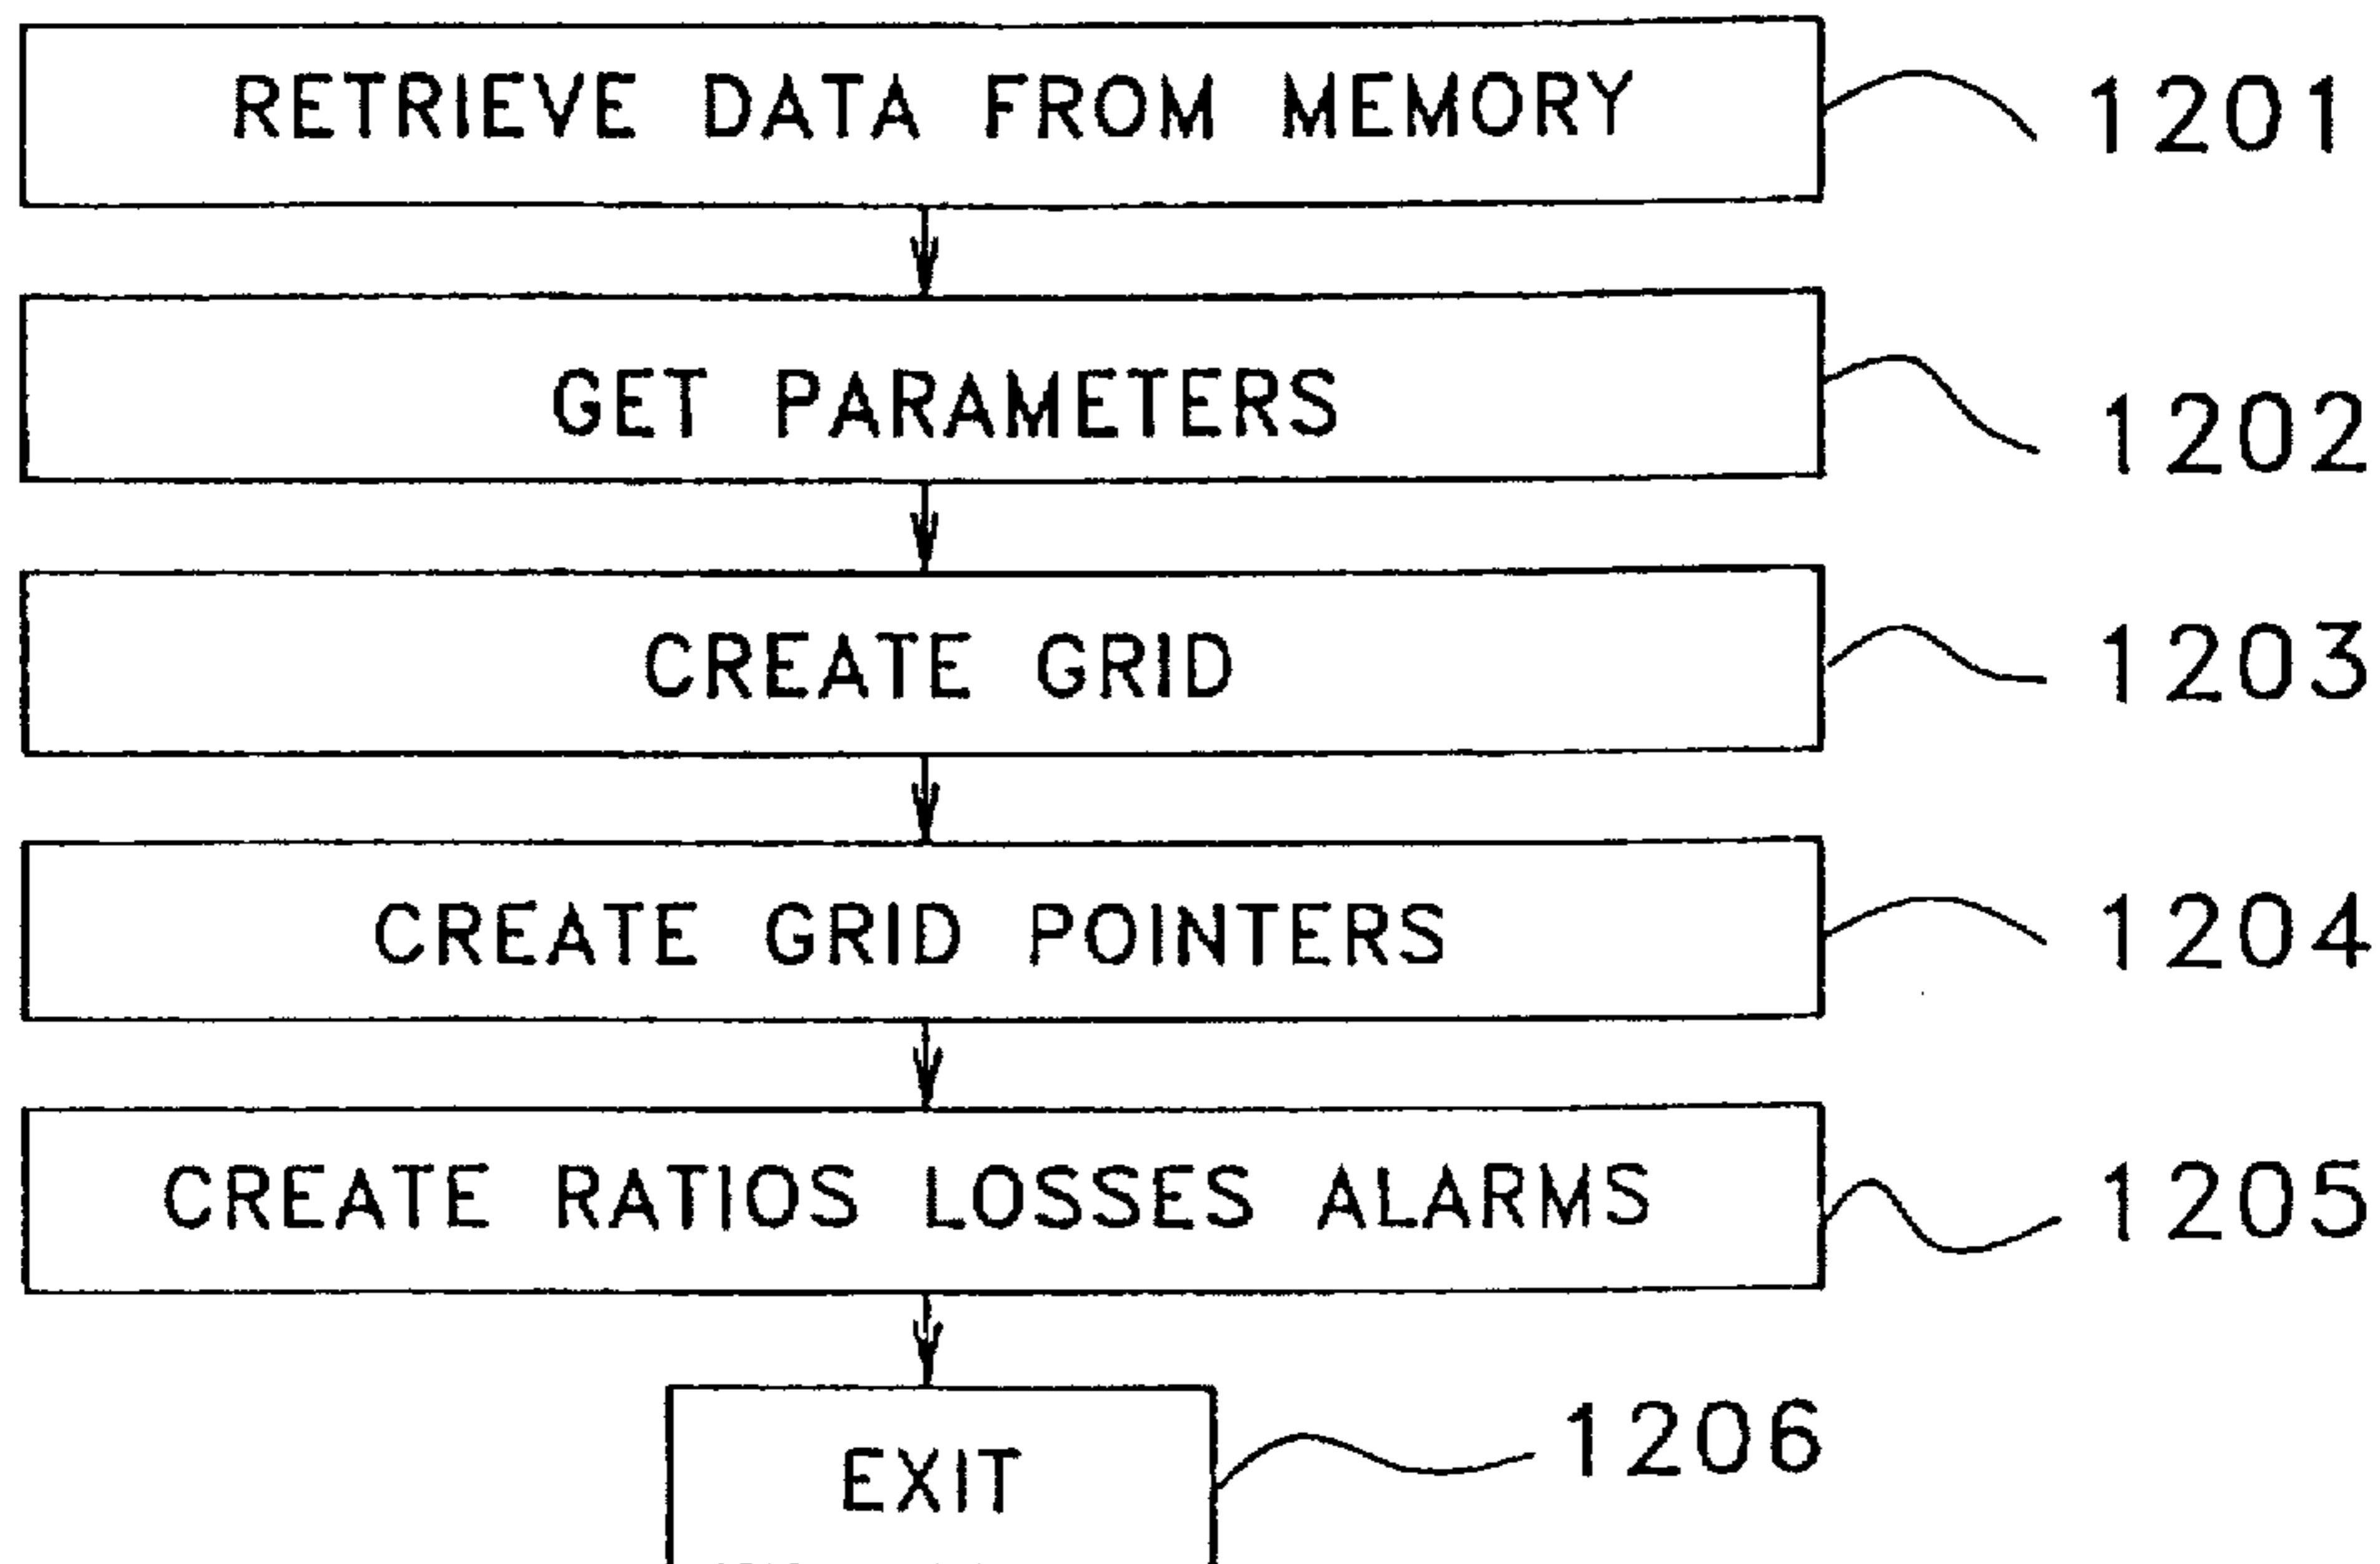 RETRIEVE DATA FROM MEMORY 1201
GET PARAMETERS 1202
CREATE GRID 1203
CREATE GRID POINTERS 1204
CREATE RATIOS LOSSES ALARMS 1205
EXIT 1206